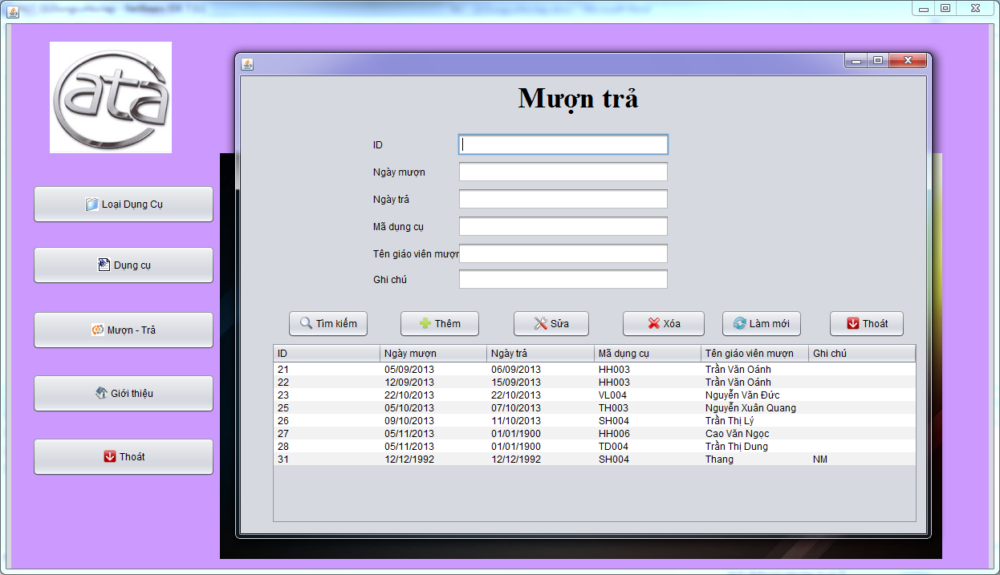 ata
Loại Dụng Cụ
Dụng cụ
Mượn - Trả
Giới thiệu
Thoát
Mượn trả
ID
Ngày mượn
Ngày trả
Mã dụng cụ
Tên giáo viên mượn
Ghi chú
Tìm kiếm Thêm Sửa Xóa Làm mới Thoát
ID Ngày mượn Ngày trả Mã dụng cụ Tên giáo viên mượn Ghi chú
21 05/09/2013 06/09/2013 HH003 Trần Văn Oánh
22 12/09/2013 15/09/2013 HH003 Trần Văn Oánh
23 22/10/2013 22/10/2013 VL004 Nguyễn Văn Đức
25 05/10/2013 07/10/2013 TH003 Nguyễn Xuân Quang
26 09/10/2013 11/10/2013 SH004 Trần Thị Lý
27 05/11/2013 01/01/1900 HH006 Cao Văn Ngọc
28 05/11/2013 01/01/1900 TD004 Trần Thị Dung
31 12/12/1992 12/12/1992 SH004 Thang NM